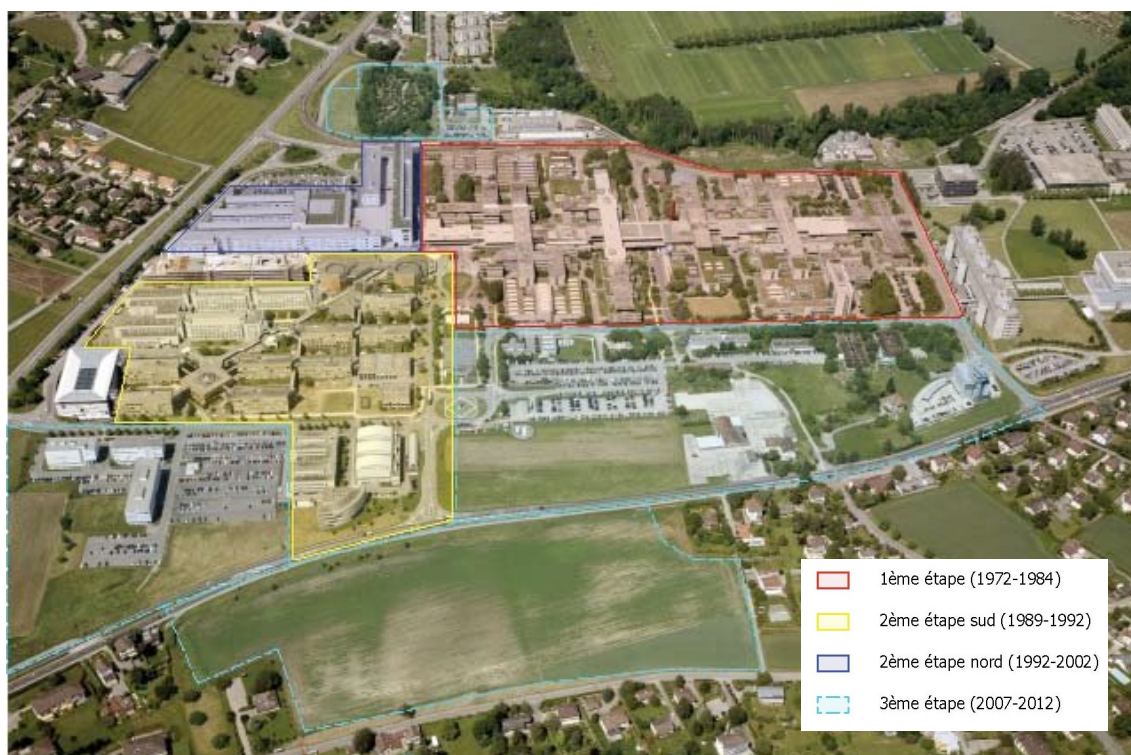 1ème étape (1972-1984)
2ème étape sud (1989-1992)
2ème étape nord (1992-2002)
3ème étape (2007-2012)